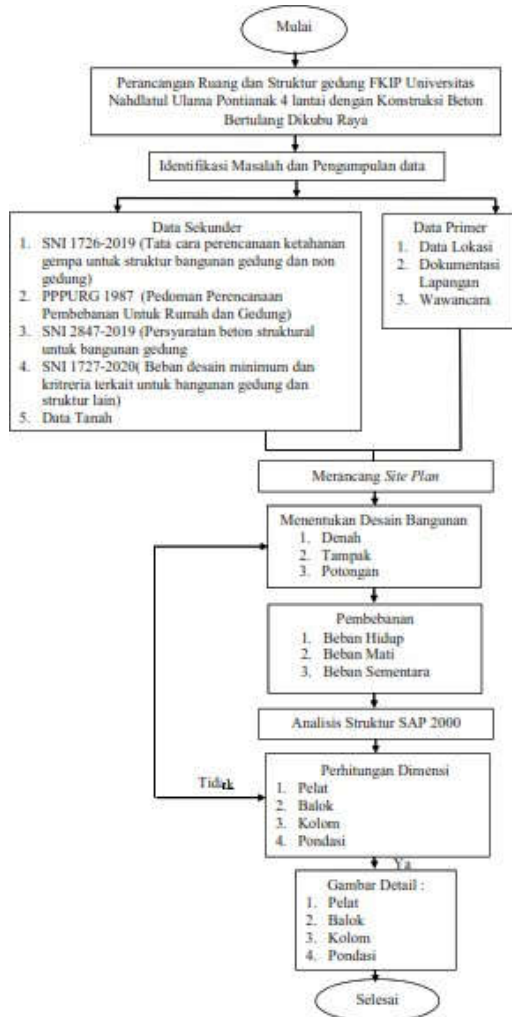 Mulai
Perancangan Ruang dan Struktur gedung FKIP Universitas
Nahdlatul Ulama Pontianak 4 lantai dengan Konstruksi Beton
Bertulang Dikubu Raya
Identifikasi Masalah dan Pengumpulan data
Data Sekunder
1. SNI 1726-2019 (Tata cara perencanaan ketahanan
gempa untuk struktur bangunan gedung dan non
gedung)
2. PPPURG 1987 (Pedoman Perencanaan
Pembebanan Untuk Rumah dan Gedung)
3. SNI 2847-2019 (Persyaratan beton struktural
untuk bangunan gedung
4. SNI 1727-2020( Beban desain minimum dan
kritreria terkait untuk bangunan gedung dan
struktur lain)
5. Data Tanah
Data Primer
1. Data Lokasi
2. Dokumentasi
Lapangan
3. Wawancara
Merancang Site Plan
Menentukan Desain Bangunan
1. Denah
2. Tampak
3. Potongan
Pembebanan
1. Beban Hidup
2. Beban Mati
3. Beban Sementara
Analisis Struktur SAP 2000
Perhitungan Dimensi
1. Pelat
2. Balok
3. Kolom
4. Pondasi
Tidak
Ya
Gambar Detail :
1. Pelat
2. Balok
3. Kolom
4. Pondasi
Selesai